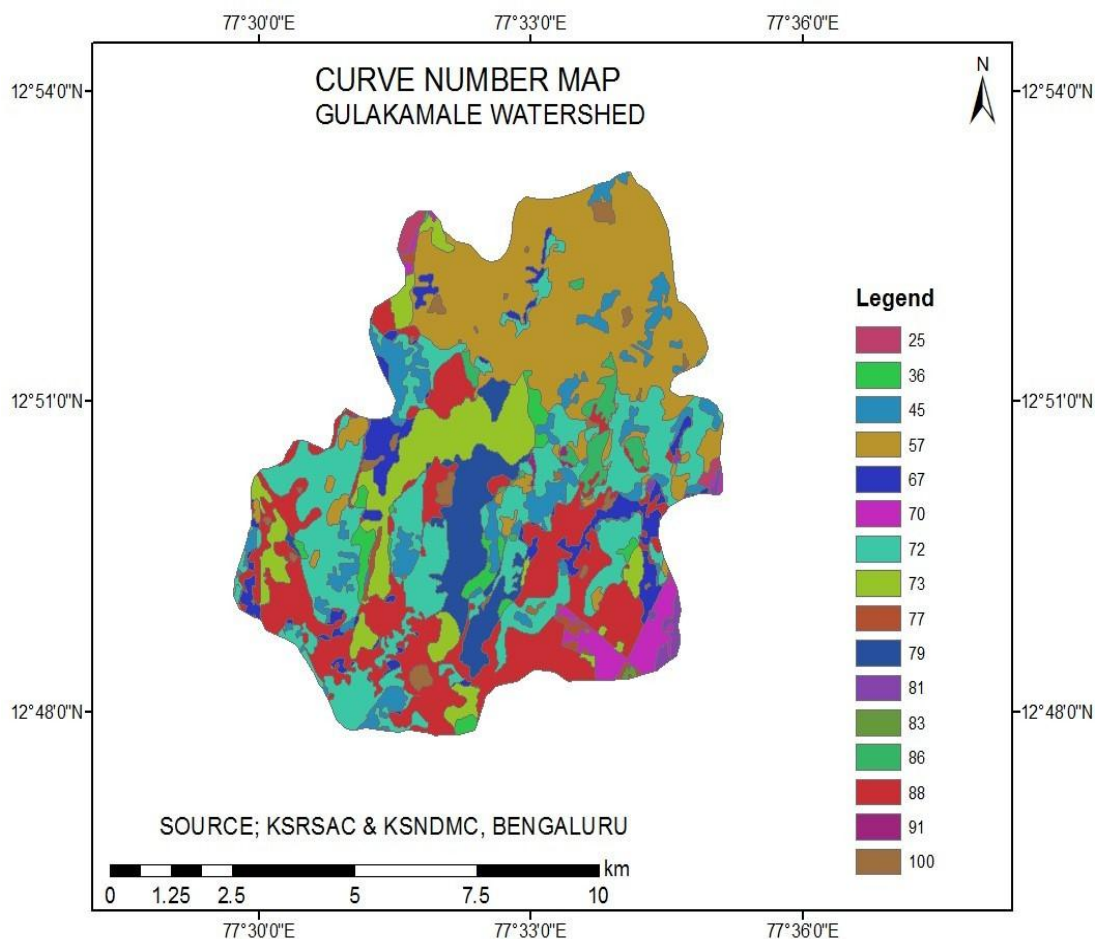 77°30'0"E 77°33'0"E 77°36'0"E
CURVE NUMBER MAP
GULAKAMALE WATERSHED
N
12°54'0"N 12°54'0"N
12°51'0"N 12°51'0"N
12°48'0"N 12°48'0"N
Legend
25
36
45
57
67
70
72
73
77
79
81
83
86
88
91
100
SOURCE; KSRSAC & KSNDMC, BENGALURU
km
0 1.25 2.5 5 7.5 10
77°30'0"E 77°33'0"E 77°36'0"E